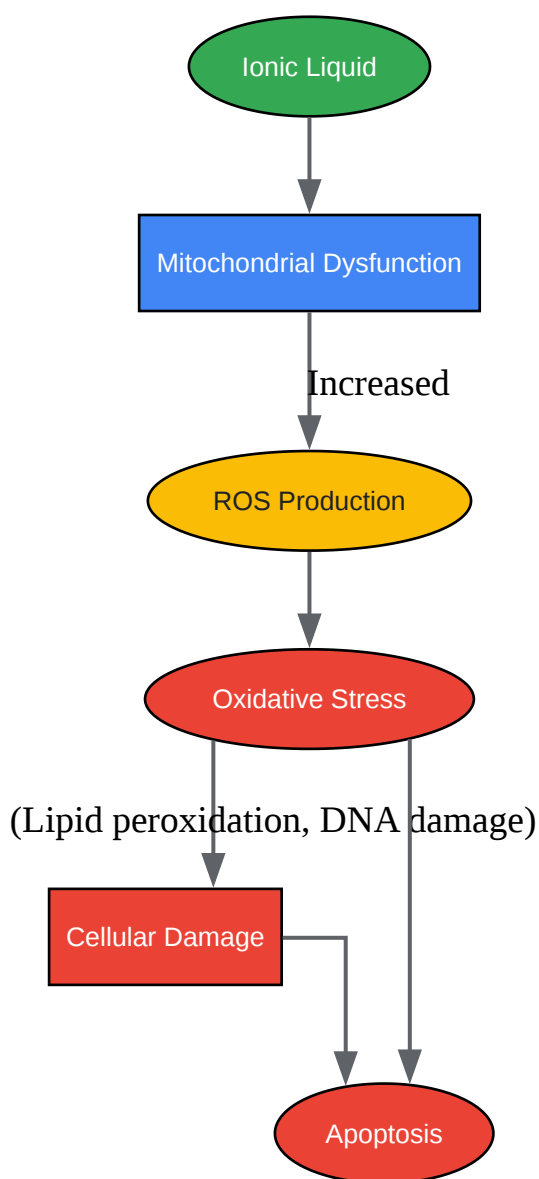 Ionic Liquid
Mitochondrial Dysfunction
Increased
ROS Production
Oxidative Stress
(Lipid peroxidation, DNA damage)
Cellular Damage
Apoptosis